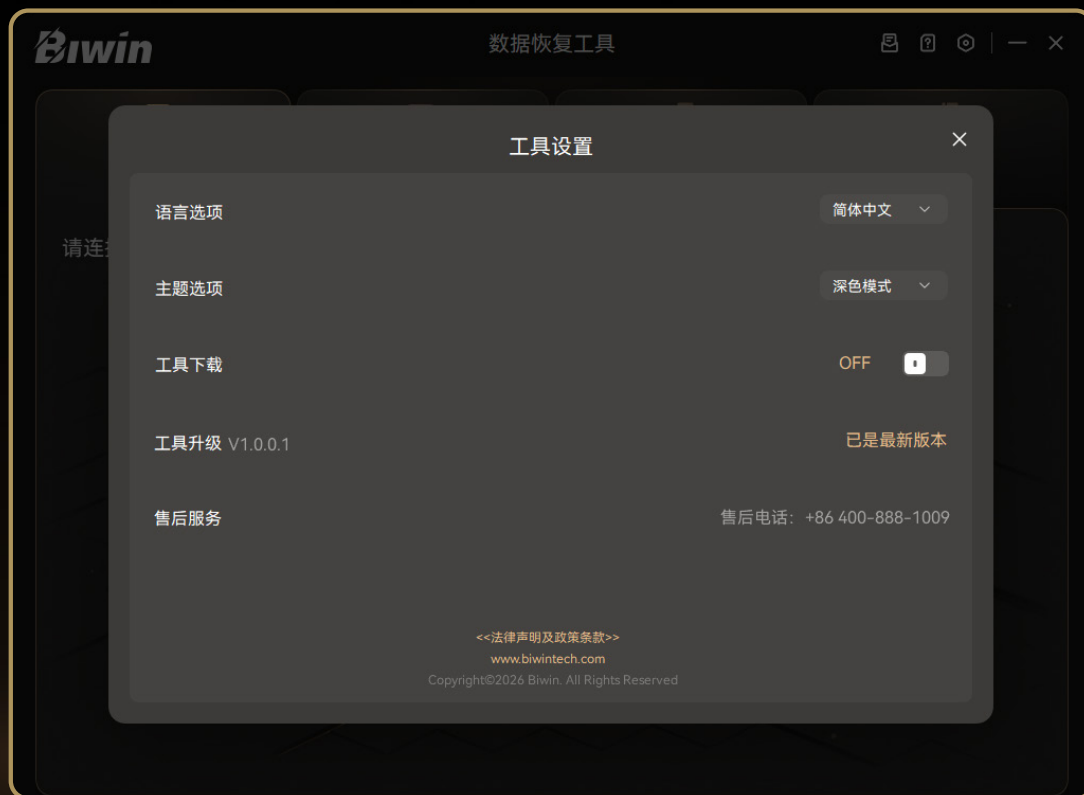 Biwin
数据恢复工具
工具设置
语言选项
简体中文
请连
主题选项
深色模式
工具下载
OFF
工具升级 V1.0.0.1
已是最新版本
售后服务
售后电话：+86 400-888-1009
<<法律声明及政策条款>>
www.biwintech.com
Copyright©2026 Biwin. All Rights Reserved